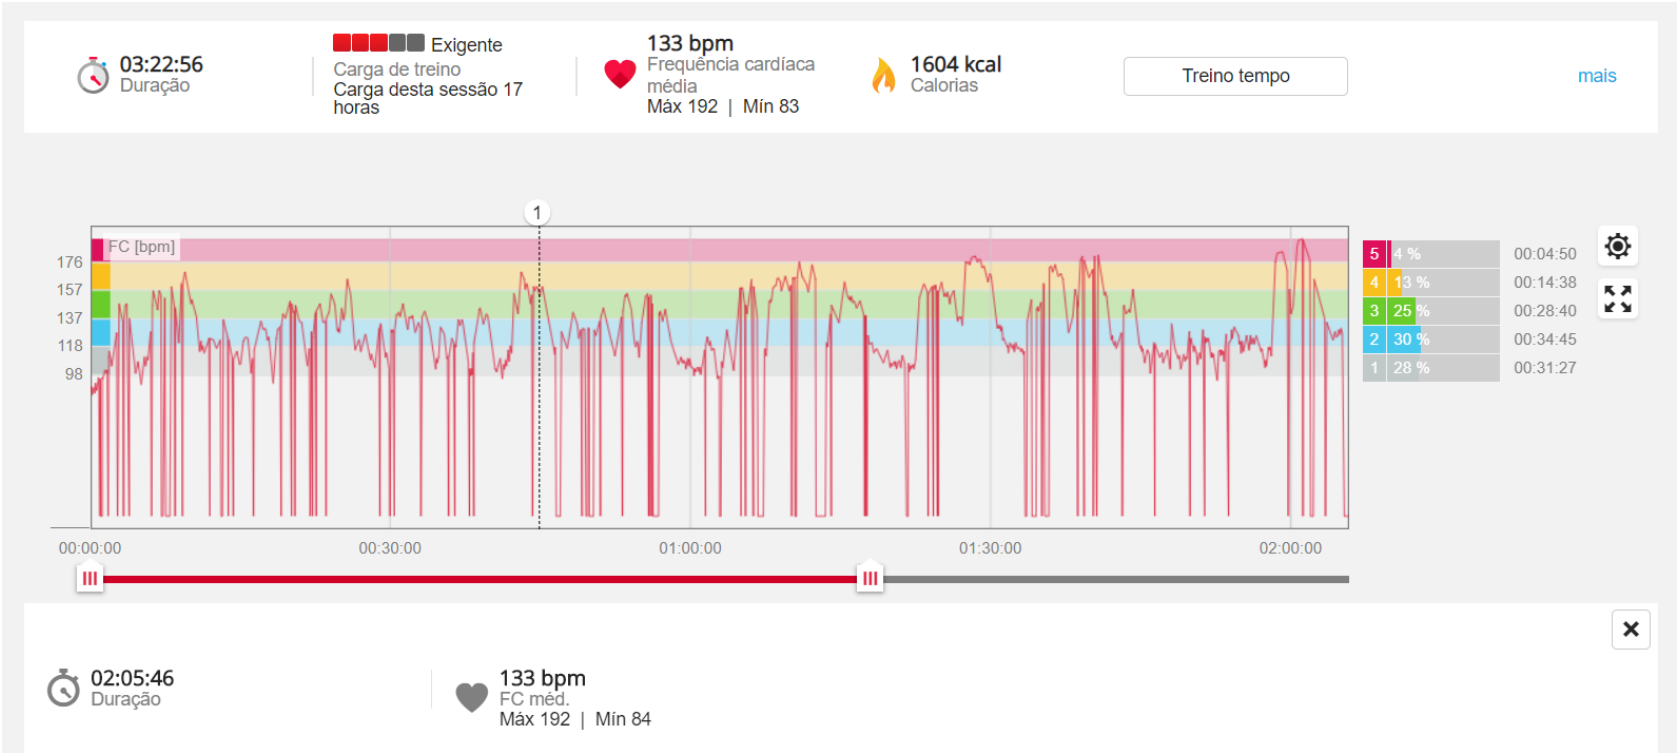 03:22:56
Duração
Exigente
Carga de treino
Carga desta sessão 17
horas
133 bpm
Frequência cardíaca
média
Máx 192 | Mín 83
1604 kcal
Calorias
Treino tempo
mais
1
FC [bpm]
176
157
137
118
98
5 4 % 00:04:50
4 13 % 00:14:38
3 25 % 00:28:40
2 30 % 00:34:45
1 28 % 00:31:27
00:00:00 00:30:00 01:00:00 01:30:00 02:00:00
02:05:46
Duração
133 bpm
FC méd.
Máx 192 | Mín 84